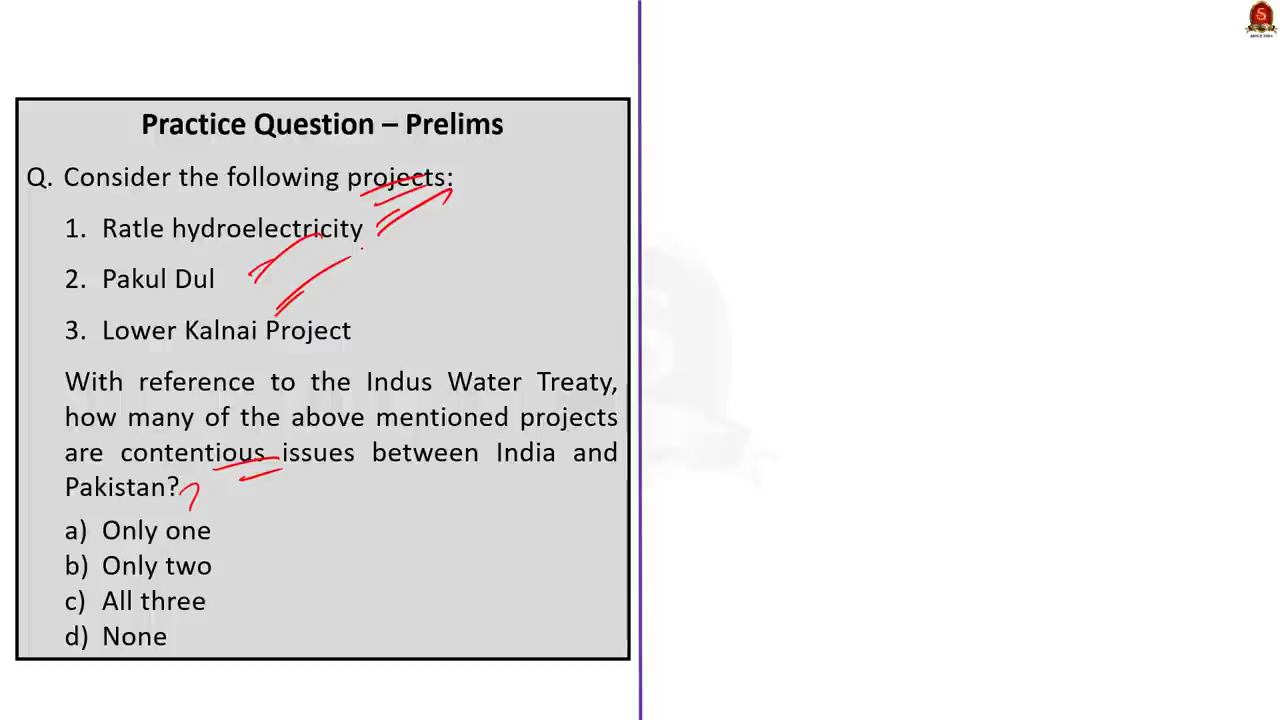 Practice Question – Prelims
Q. Consider the following projects:
1. Ratle hydroelectricity
2. Pakul Dul
3. Lower Kalnai Project
With reference to the Indus Water Treaty,
how many of the above mentioned projects
are contentious issues between India and
Pakistan?
a) Only one
b) Only two
c) All three
d) None